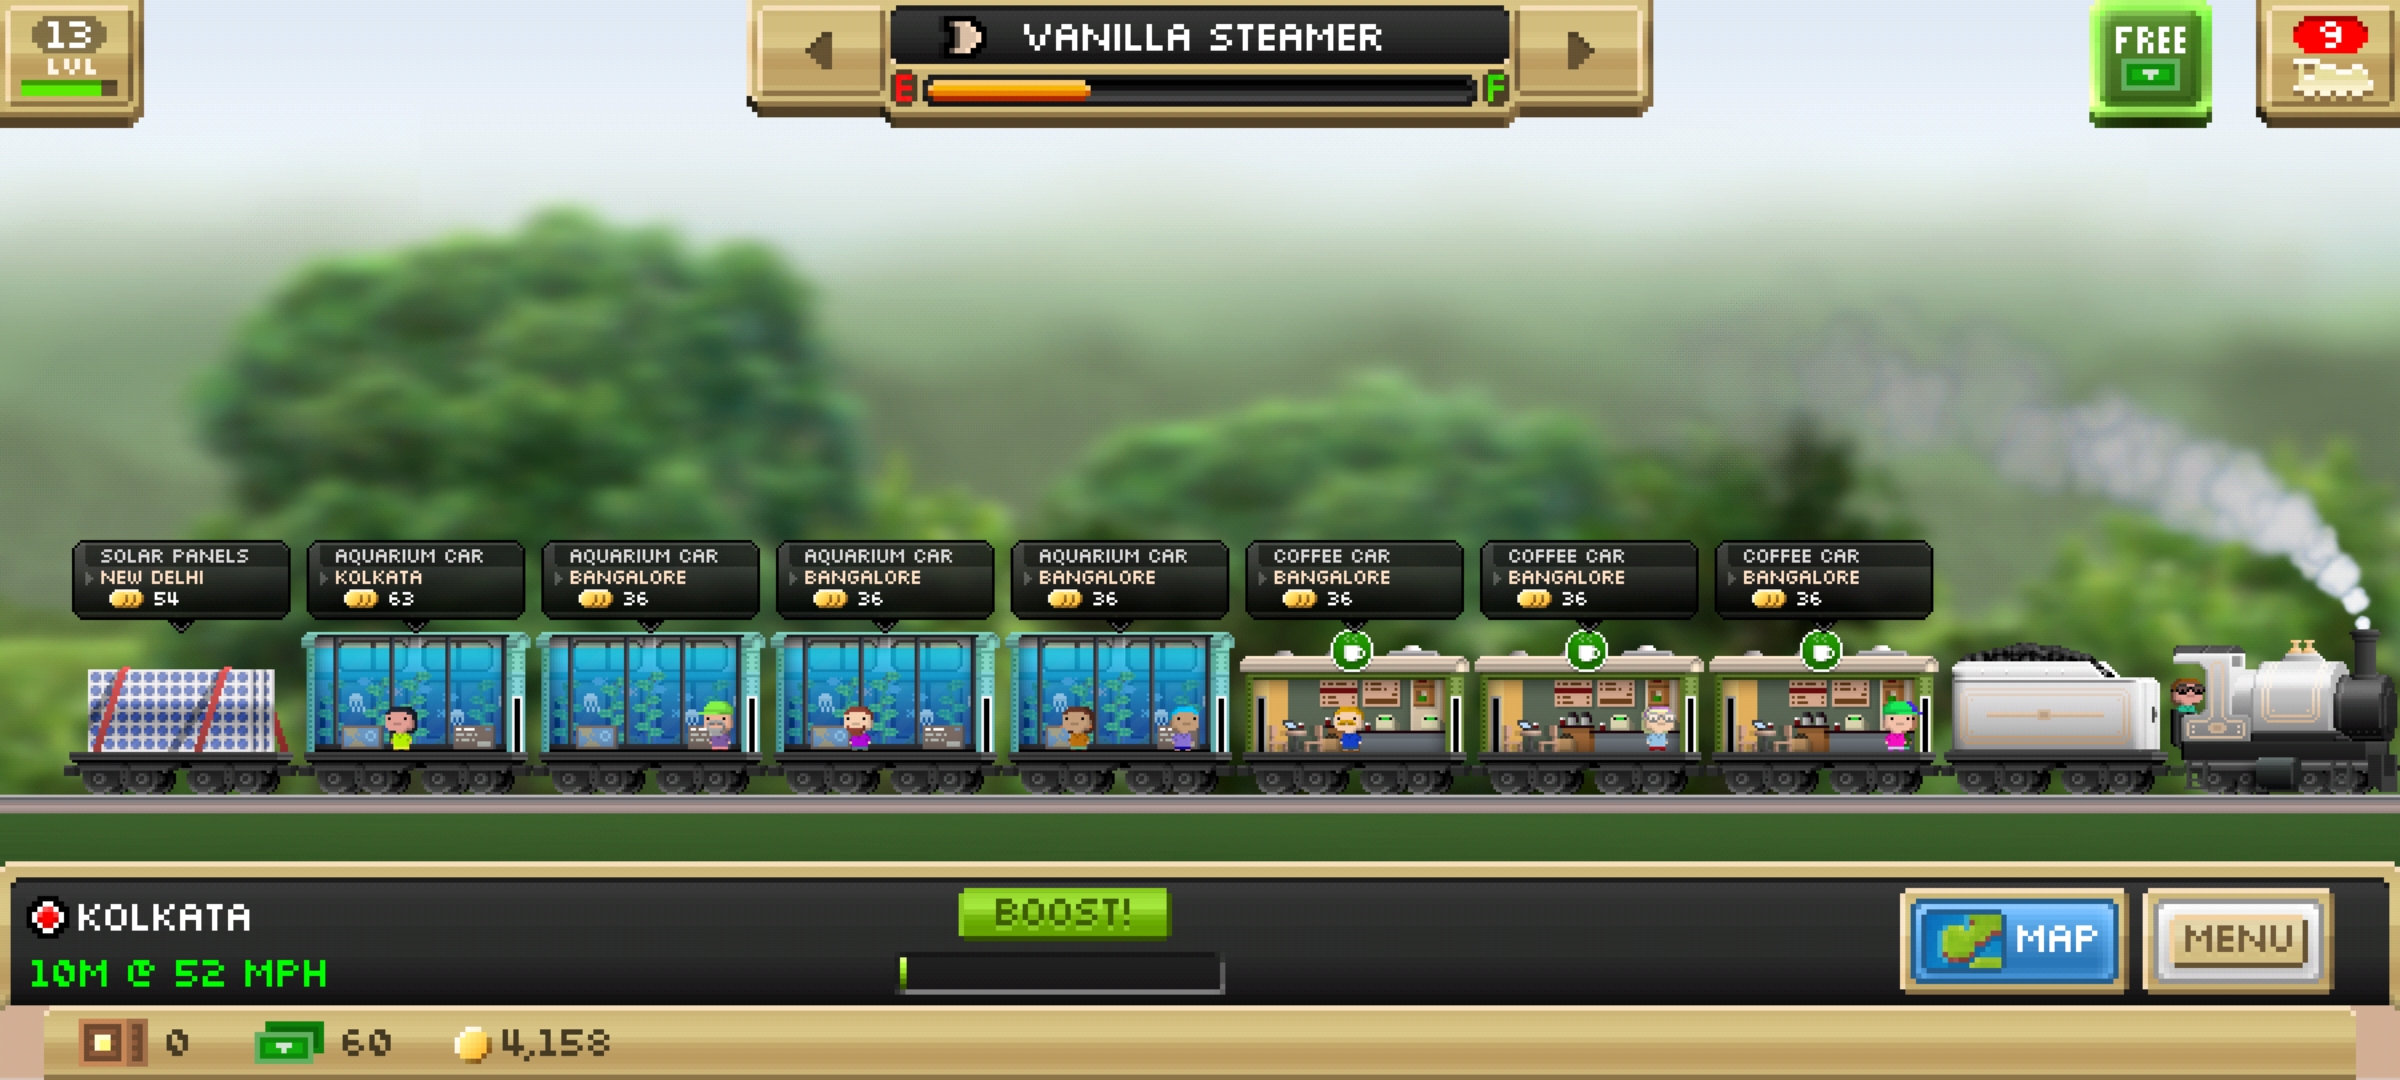 13
LVL
VANILLA STEAMER
E F
FREE
9
SOLAR PANELS
NEW DELHI
54
AQUARIUM CAR
KOLKATA
63
AQUARIUM CAR
BANGALORE
36
AQUARIUM CAR
BANGALORE
36
AQUARIUM CAR
BANGALORE
36
COFFEE CAR
BANGALORE
36
COFFEE CAR
BANGALORE
36
COFFEE CAR
BANGALORE
36
KOLKATA
10M @ 52 MPH
BOOST!
MAP
MENU
0
60
4,158